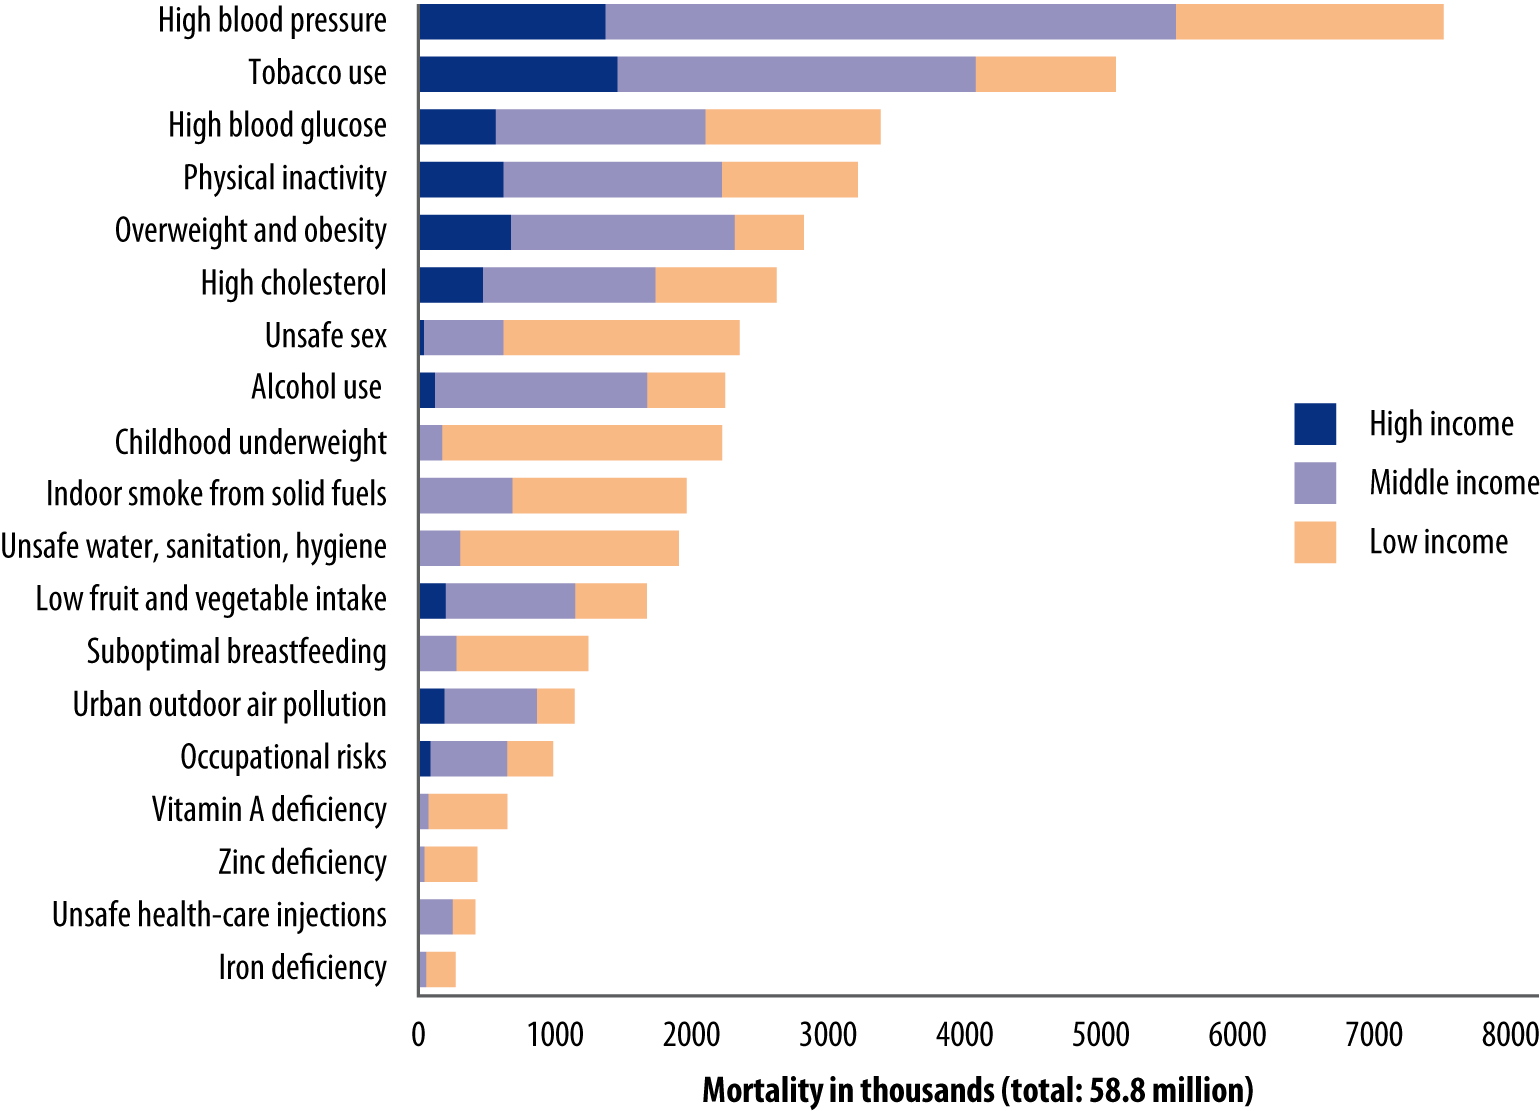 High blood pressure
Tobacco use
High blood glucose
Physical inactivity
Overweight and obesity
High cholesterol
Unsafe sex
Alcohol use
Childhood underweight
Indoor smoke from solid fuels
Unsafe water, sanitation, hygiene
Low fruit and vegetable intake
Suboptimal breastfeeding
Urban outdoor air pollution
Occupational risks
Vitamin A deficiency
Zinc deficiency
Unsafe health-care injections
Iron deficiency
High income
Middle income
Low income
0 1000 2000 3000 4000 5000 6000 7000 8000
Mortality in thousands (total: 58.8 million)